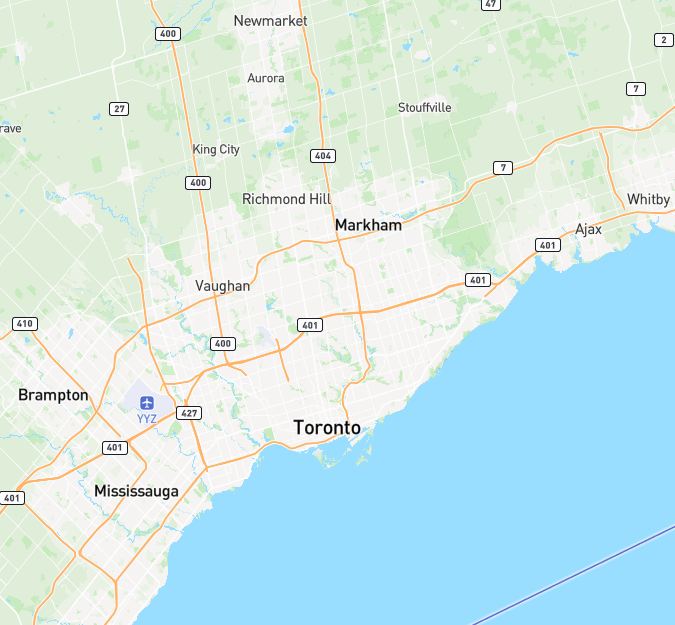 47
Newmarket
400
2
Aurora
7
27
Stouffville
rave
King City
404
7
400
Richmond Hill
Whitby
Markham
Ajax
401
401
Vaughan
410
401
400
Brampton
YYZ
427
Toronto
401
Mississauga
401